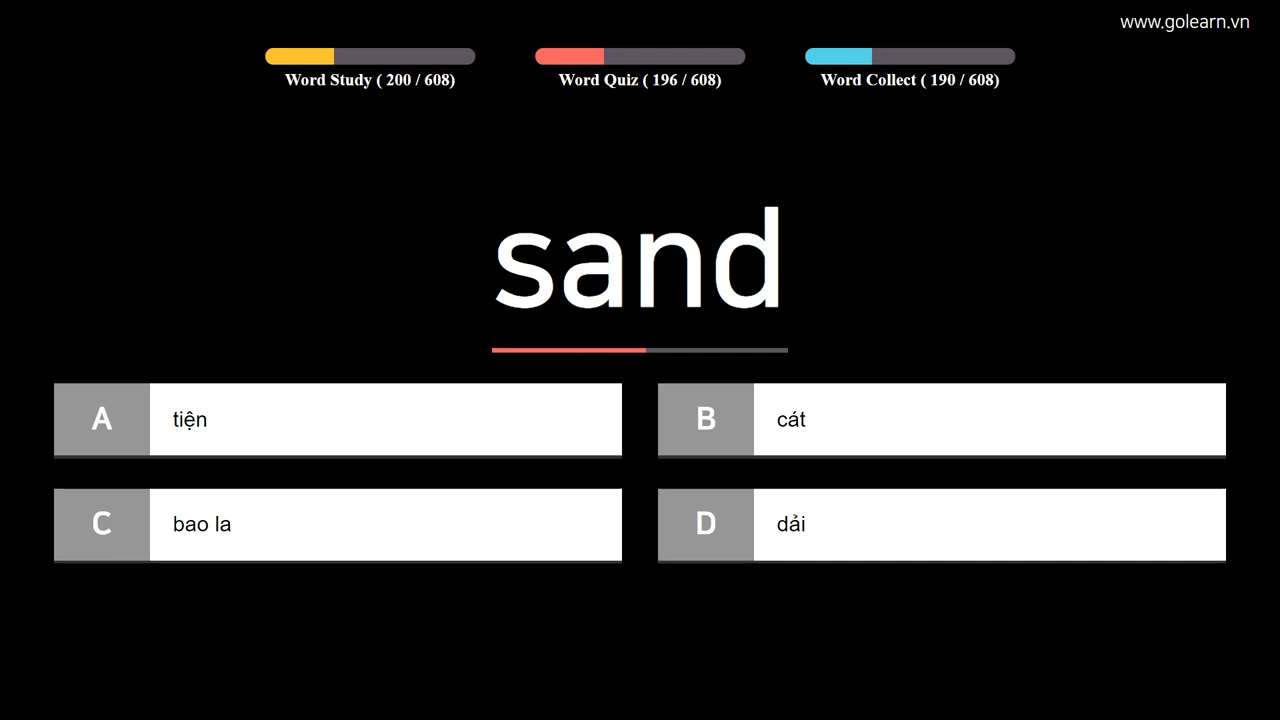 www.golearn.vn
Word Study ( 200 / 608)
Word Quiz ( 196 / 608)
Word Collect ( 190 / 608)
sand
A tiện
B cát
C bao la
D dải